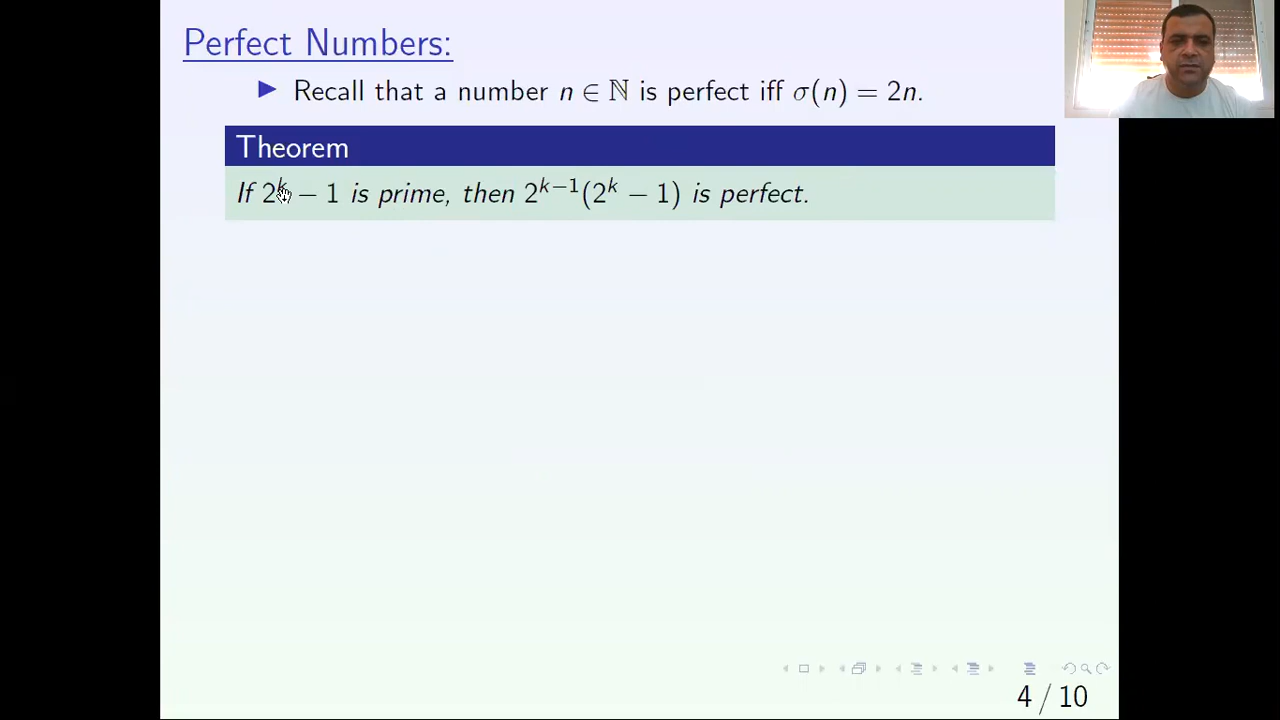 Perfect Numbers:
▶ Recall that a number n ∈ ℕ is perfect iff σ(n) = 2n.
Theorem
If 2^k − 1 is prime, then 2^{k−1}(2^k − 1) is perfect.
4 / 10